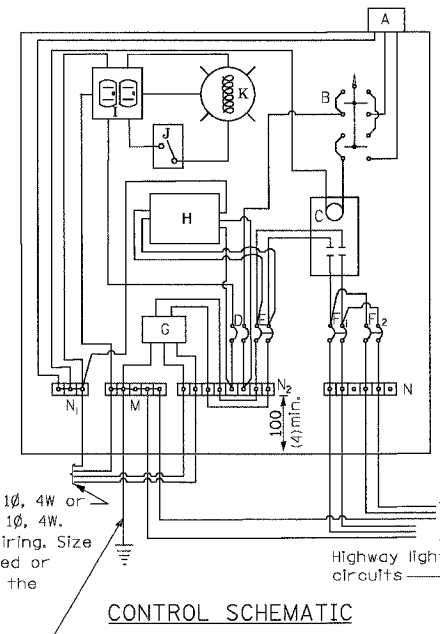 A
B
I
K
J
C
H
D
E
F1
F2
G
N1
M
N2
N
100
(4)min.
1Ø, 4W or
1Ø, 4W.
iring. Size
ed or
the
Highway light
circuits
CONTROL SCHEMATIC